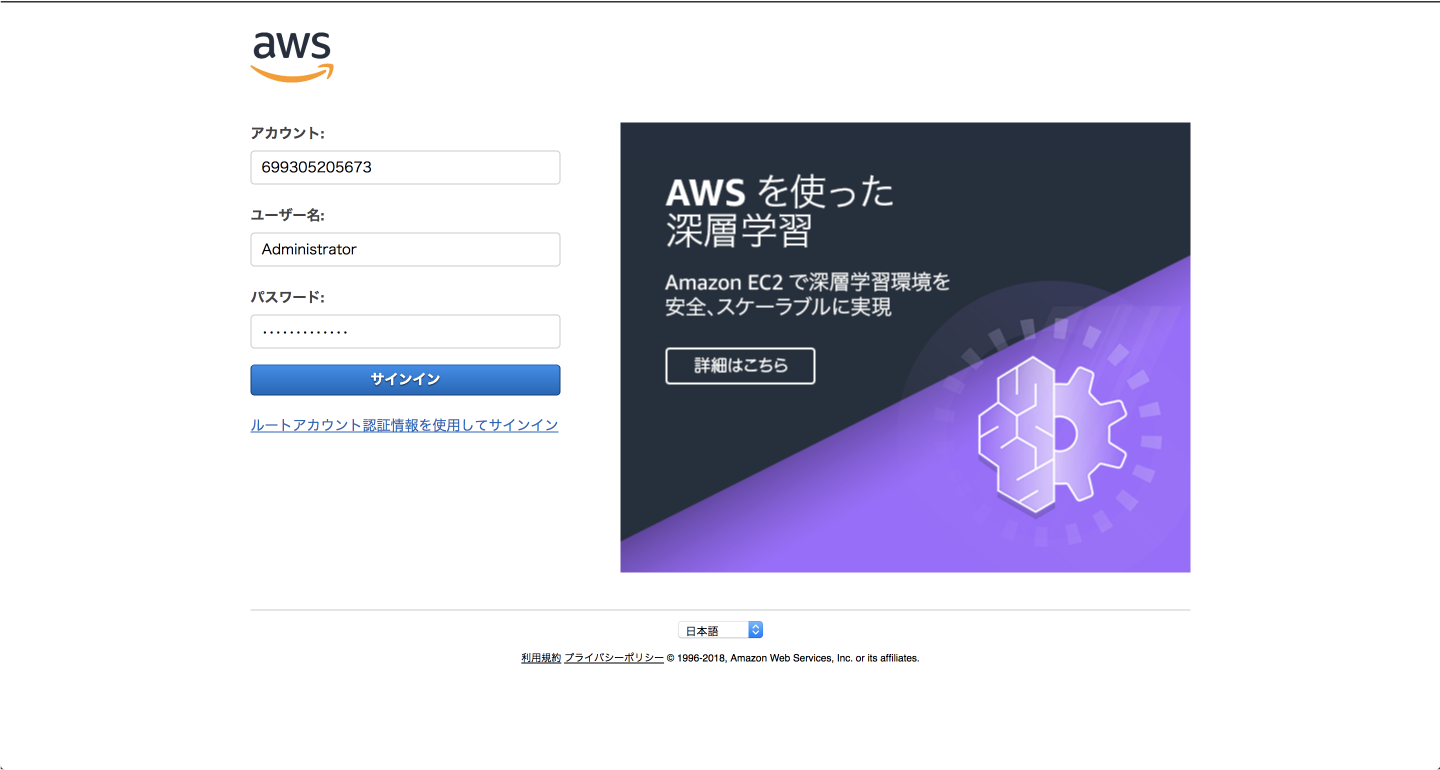 aws
アカウント:
699305205673
ユーザー名:
Administrator
パスワード:
·············
サインイン
ルートアカウント認証情報を使用してサインイン
AWS を使った
深層学習
Amazon EC2 で深層学習環境を
安全、スケーラブルに実現
詳細はこちら
日本語
利用規約 プライバシーポリシー © 1996-2018, Amazon Web Services, Inc. or its affiliates.